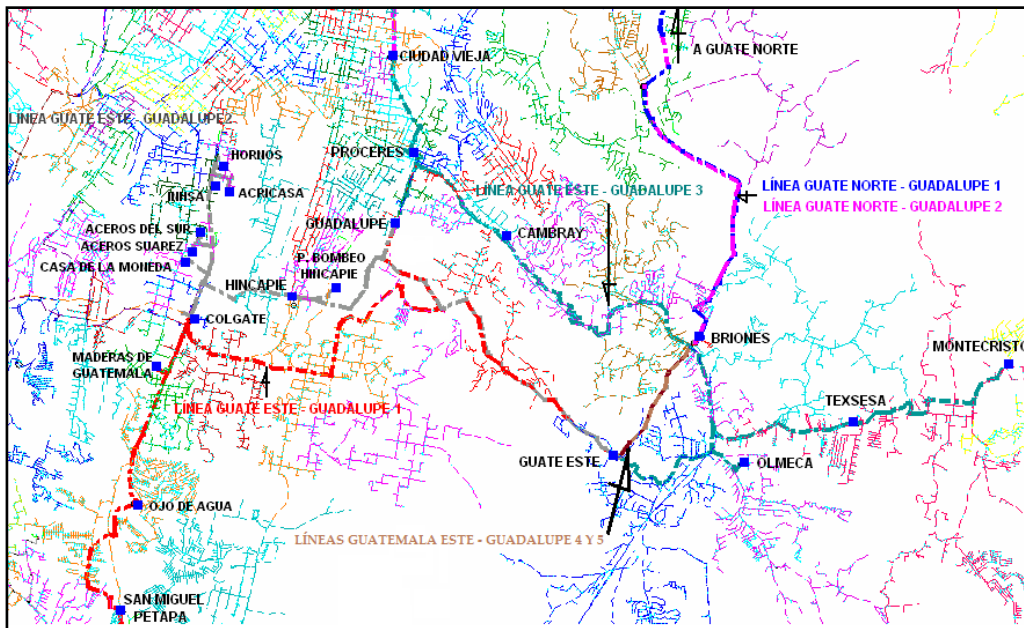 A GUATE NORTE
CIUDAD VIEJA
LÍNEA GUATE ESTE - GUADALUPE 2
HORNOS
PROCERES
ACRICASA
LÍNEA GUATE ESTE - GUADALUPE 3
LÍNEA GUATE NORTE - GUADALUPE 1
LÍNEA GUATE NORTE - GUADALUPE 2
ACEROS DEL SUR
GUADALUPE
CAMBRAY
ACEROS SUAREZ
CASA DE LA MONEDA
P. BOMBEO
HINCAPIE
HINCAPIE
COLGATE
BRIONES
MONTECRISTO
MADERAS DE
GUATEMALA
LÍNEA GUATE ESTE - GUADALUPE 1
TEXSESA
GUATE ESTE
OLMECA
OJO DE AGUA
LÍNEAS GUATEMALA ESTE - GUADALUPE 4 Y 5
SAN MIGUEL
PETAPA